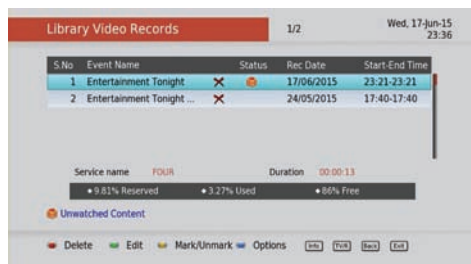 Library Video Records 1/2 Wed, 17-Jun-15
23:36
S.No Event Name Status Rec Date Start-End Time
1 Entertainment Tonight 17/06/2015 23:21-23:21
2 Entertainment Tonight ... 24/05/2015 17:40-17:40
Service name FOUR Duration 00:00:13
9.81% Reserved 3.27% Used 86% Free
Unwatched Content
Delete Edit Mark/Unmark Options Info TV/R Back Exit